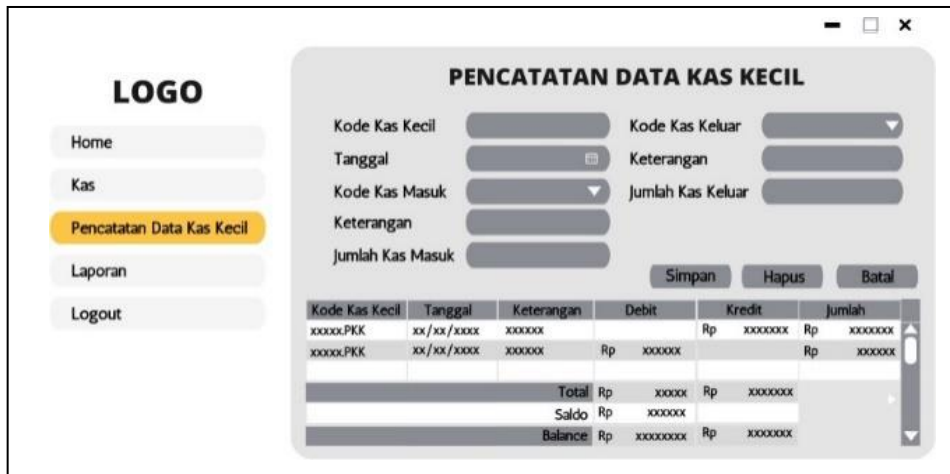 LOGO
Home
Kas
Pencatatan Data Kas Kecil
Laporan
Logout
PENCATATAN DATA KAS KECIL
Kode Kas Kecil
Tanggal
Kode Kas Masuk
Keterangan
Jumlah Kas Masuk
Kode Kas Keluar
Keterangan
Jumlah Kas Keluar
Simpan Hapus Batal
Kode Kas Kecil Tanggal Keterangan Debit Kredit Jumlah
xxxxx.PKK xx/xx/xxxx xxxxxx Rp xxxxxxx Rp xxxxxxx
xxxxx.PKK xx/xx/xxxx xxxxxx Rp xxxxxx Rp xxxxxx
Total Rp xxxxx Rp xxxxxxx
Saldo Rp xxxxxx
Balance Rp xxxxxxxx Rp xxxxxxx